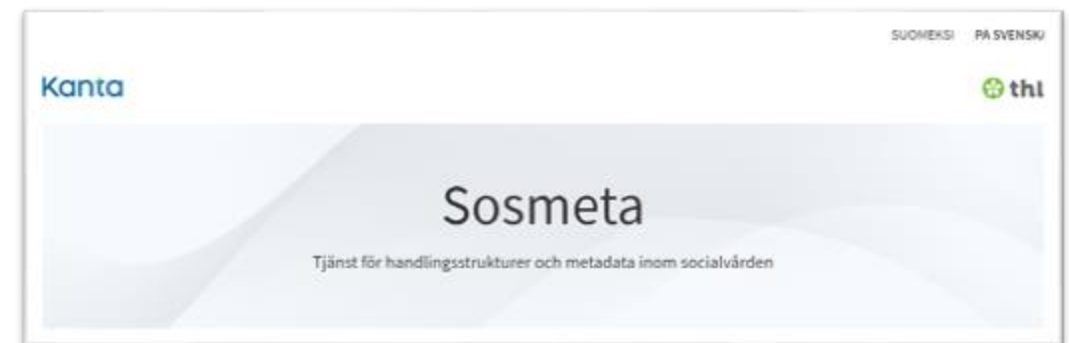 SUOMEKSI PÅ SVENSKA
Kanta thl
Sosmeta
Tjänst för handlingsstrukturer och metadata inom socialvården